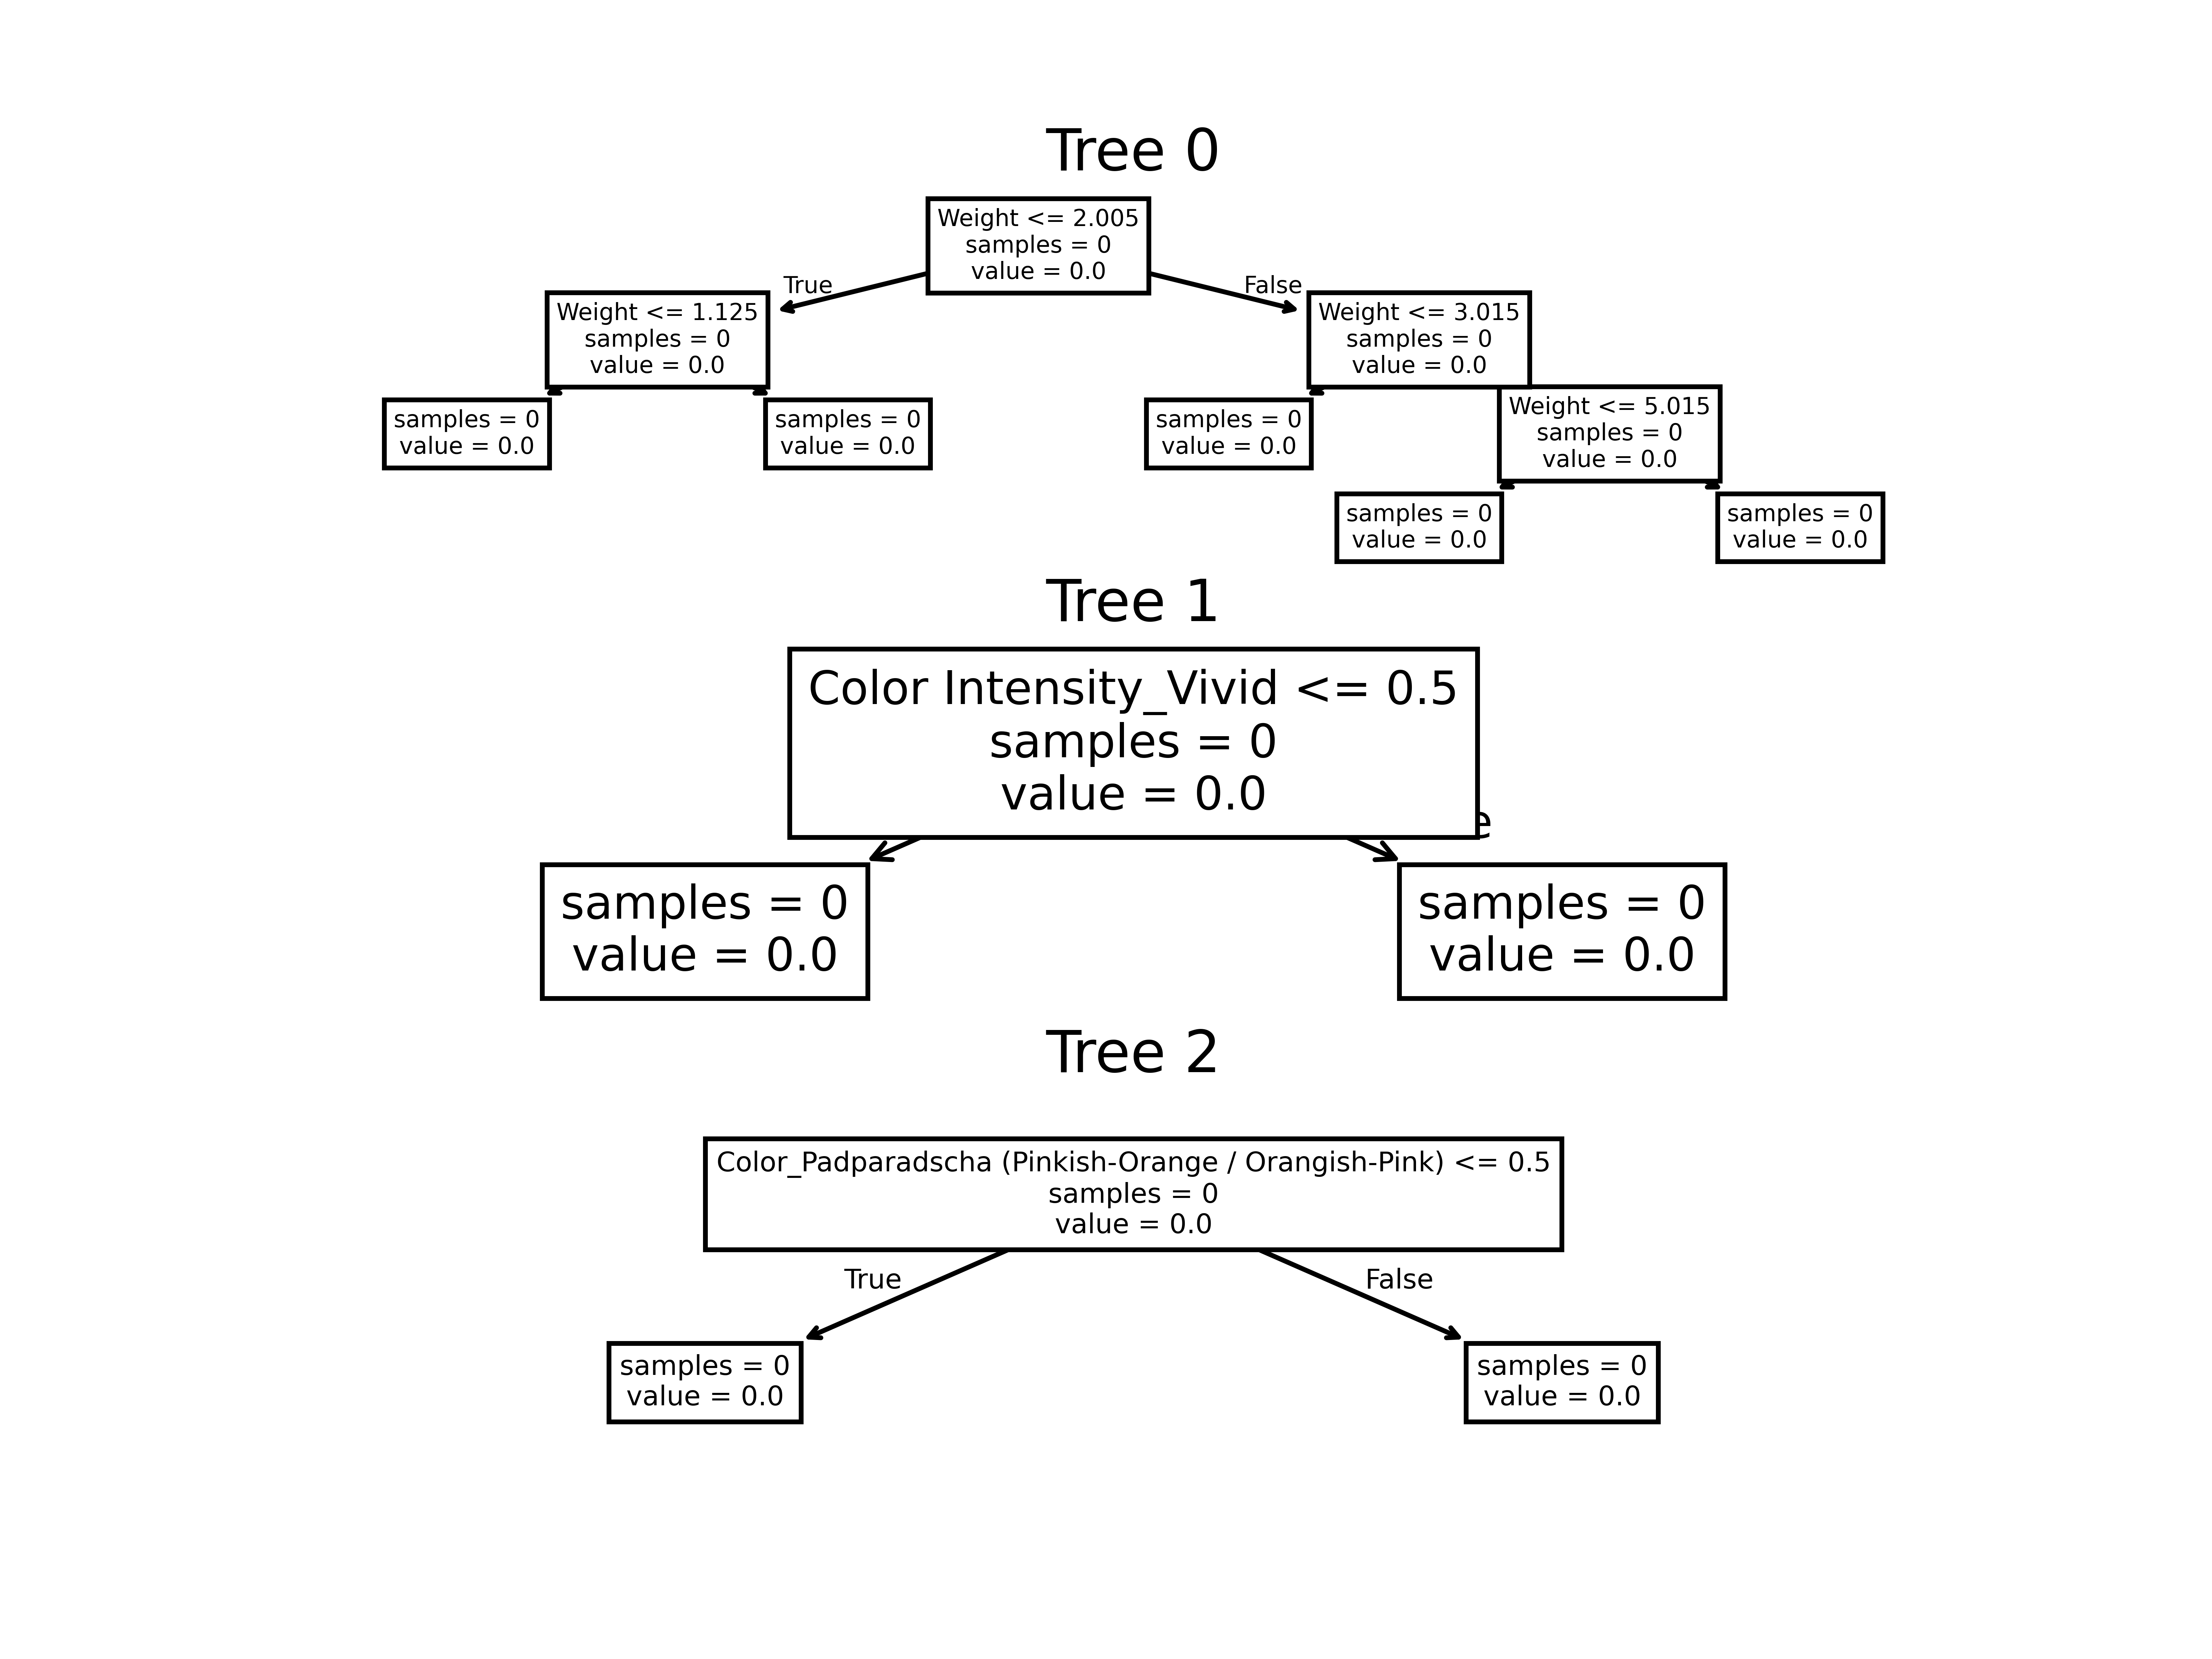 Tree 0
Weight <= 2.005
samples = 0
value = 0.0
True
False
Weight <= 1.125
samples = 0
value = 0.0
Weight <= 3.015
samples = 0
value = 0.0
samples = 0
value = 0.0
samples = 0
value = 0.0
samples = 0
value = 0.0
Weight <= 5.015
samples = 0
value = 0.0
samples = 0
value = 0.0
samples = 0
value = 0.0
Tree 1
Color Intensity_Vivid <= 0.5
samples = 0
value = 0.0
e
samples = 0
value = 0.0
samples = 0
value = 0.0
Tree 2
Color_Padparadscha (Pinkish-Orange / Orangish-Pink) <= 0.5
samples = 0
value = 0.0
True
False
samples = 0
value = 0.0
samples = 0
value = 0.0